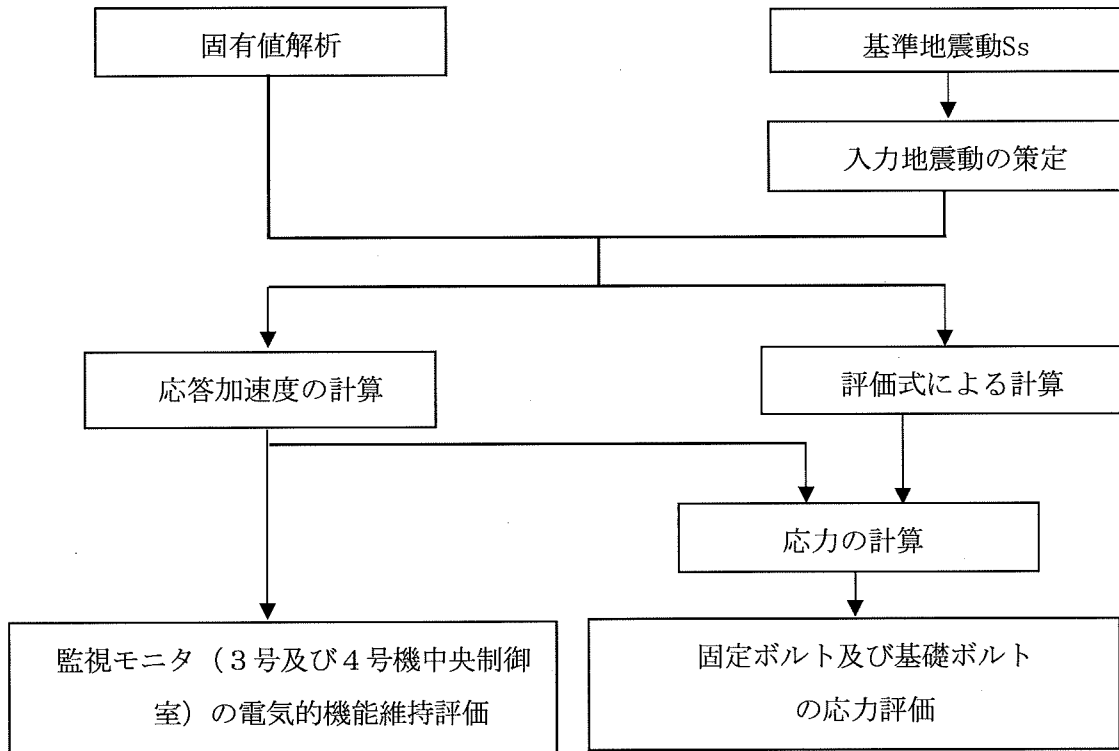 固有値解析
基準地震動Ss
入力地震動の策定
応答加速度の計算
評価式による計算
応力の計算
監視モニタ（３号及び４号機中央制御
室）の電気的機能維持評価
固定ボルト及び基礎ボルト
の応力評価